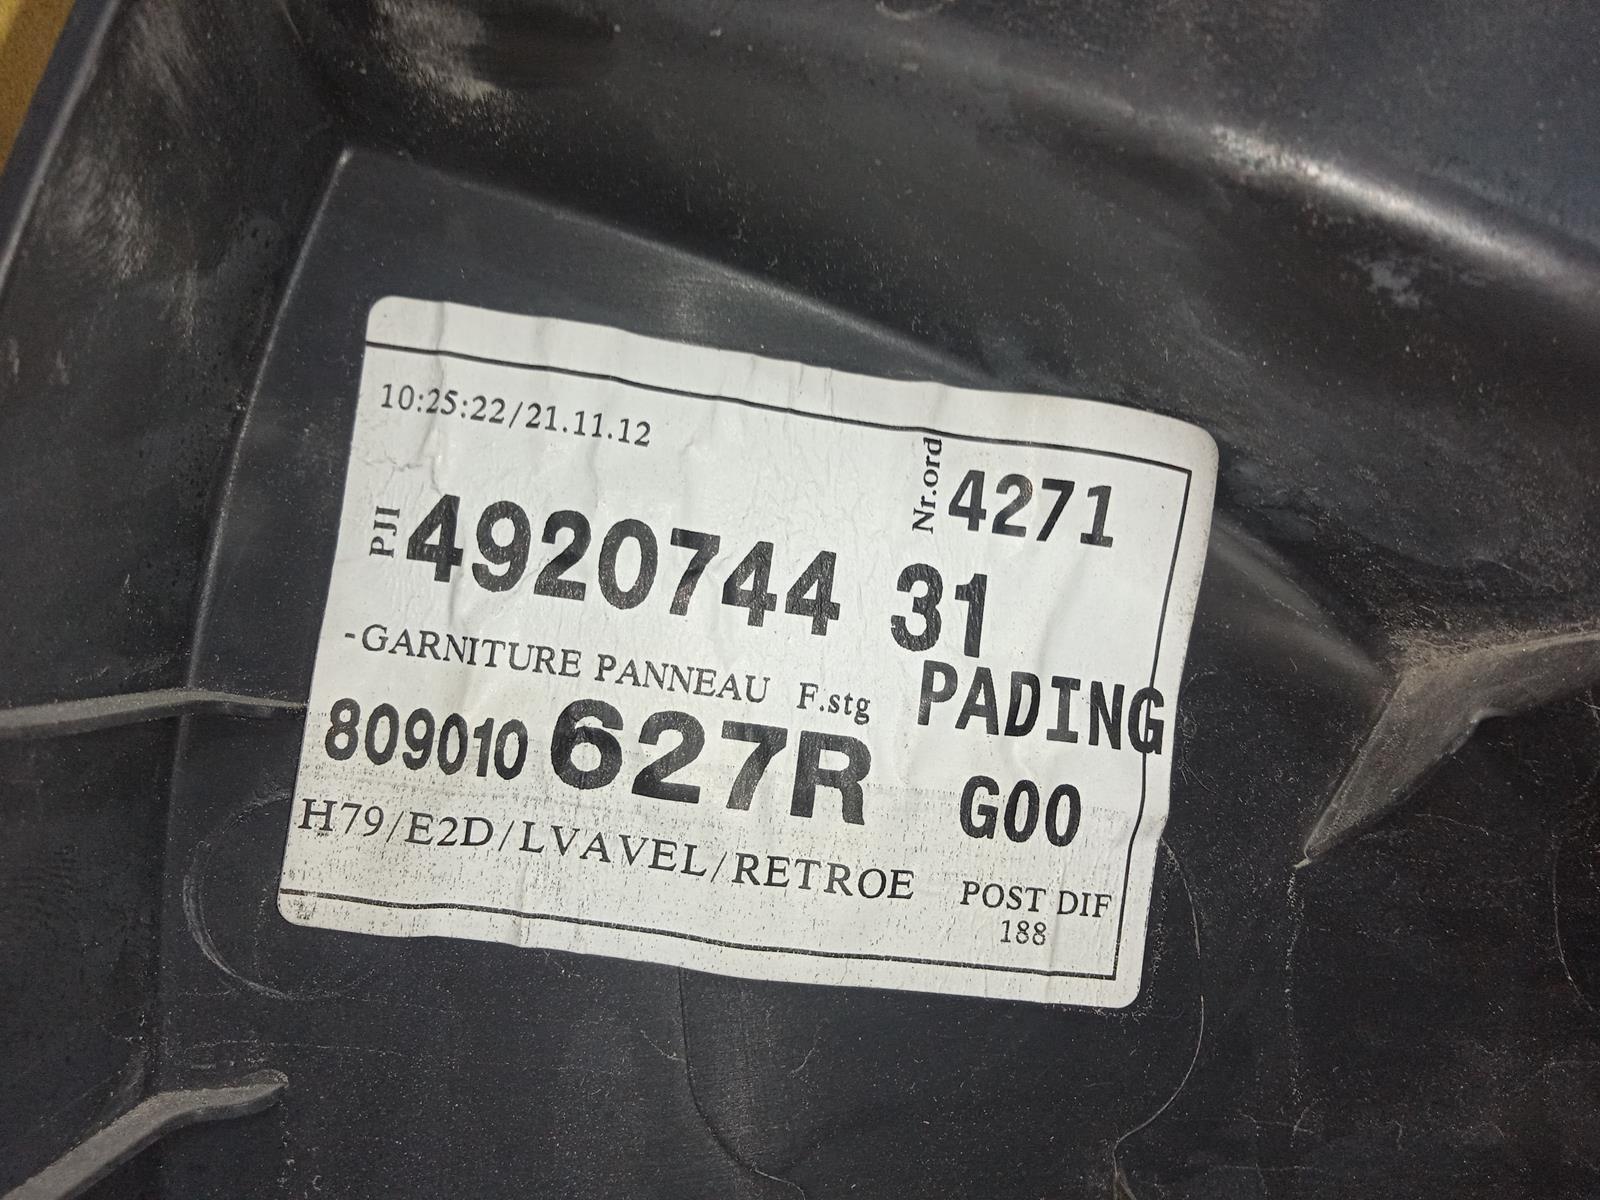 10:25:22/21.11.12
Nr.ord 4271
PJI 4920744 31
-GARNITURE PANNEAU F.stg PADING
809010 627R G00
H79/E2D/LVAVEL/RETROE POST DIF
188